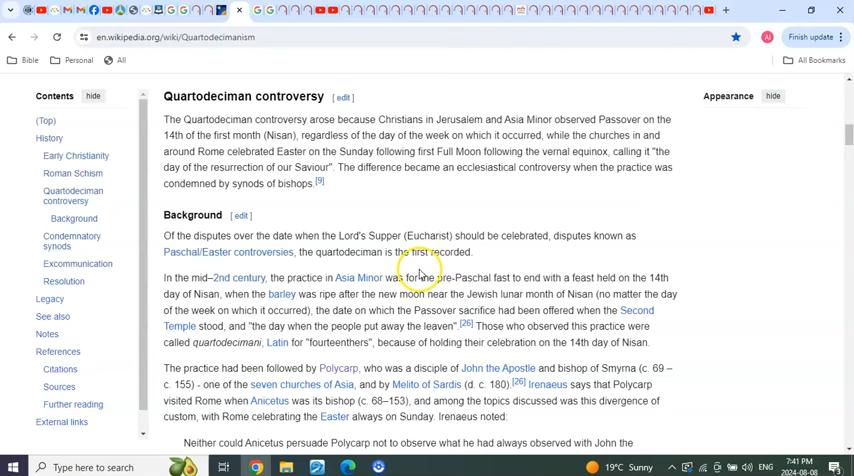 Finish update
en.wikipedia.org/wiki/Quartodecimanism
AI
Bible
Personal
All
All Bookmarks
Contents
hide
(Top)
History
Early Christianity
Roman Schism
Quartodeciman
controversy
Background
Condemnatory
synods
Excommunication
Resolution
Legacy
See also
Notes
References
Citations
Sources
Further reading
External links
Quartodeciman controversy [ edit ]
The Quartodeciman controversy arose because Christians in Jerusalem and Asia Minor observed Passover on the
14th of the first month (Nisan), regardless of the day of the week on which it occurred, while the churches in and
around Rome celebrated Easter on the Sunday following first Full Moon following the vernal equinox, calling it "the
day of the resurrection of our Saviour". The difference became an ecclesiastical controversy when the practice was
condemned by synods of bishops.[9]
Background [ edit ]
Of the disputes over the date when the Lord's Supper (Eucharist) should be celebrated, disputes known as
Paschal/Easter controversies, the quartodeciman is the first recorded.
In the mid–2nd century, the practice in Asia Minor was for the pre-Paschal fast to end with a feast held on the 14th
day of Nisan, when the barley was ripe after the new moon near the Jewish lunar month of Nisan (no matter the day
of the week on which it occurred), the date on which the Passover sacrifice had been offered when the Second
Temple stood, and "the day when the people put away the leaven".[26] Those who observed this practice were
called quartodecimani, Latin for "fourteenthers", because of holding their celebration on the 14th day of Nisan.
The practice had been followed by Polycarp, who was a disciple of John the Apostle and bishop of Smyrna (c. 69 –
c. 155) - one of the seven churches of Asia, and by Melito of Sardis (d. c. 180).[26] Irenaeus says that Polycarp
visited Rome when Anicetus was its bishop (c. 68–153), and among the topics discussed was this divergence of
custom, with Rome celebrating the Easter always on Sunday. Irenaeus noted:
Neither could Anicetus persuade Polycarp not to observe what he had always observed with John the
Appearance
hide
Type here to search
19°C Sunny
ENG
7:41 PM
2024-08-08
3